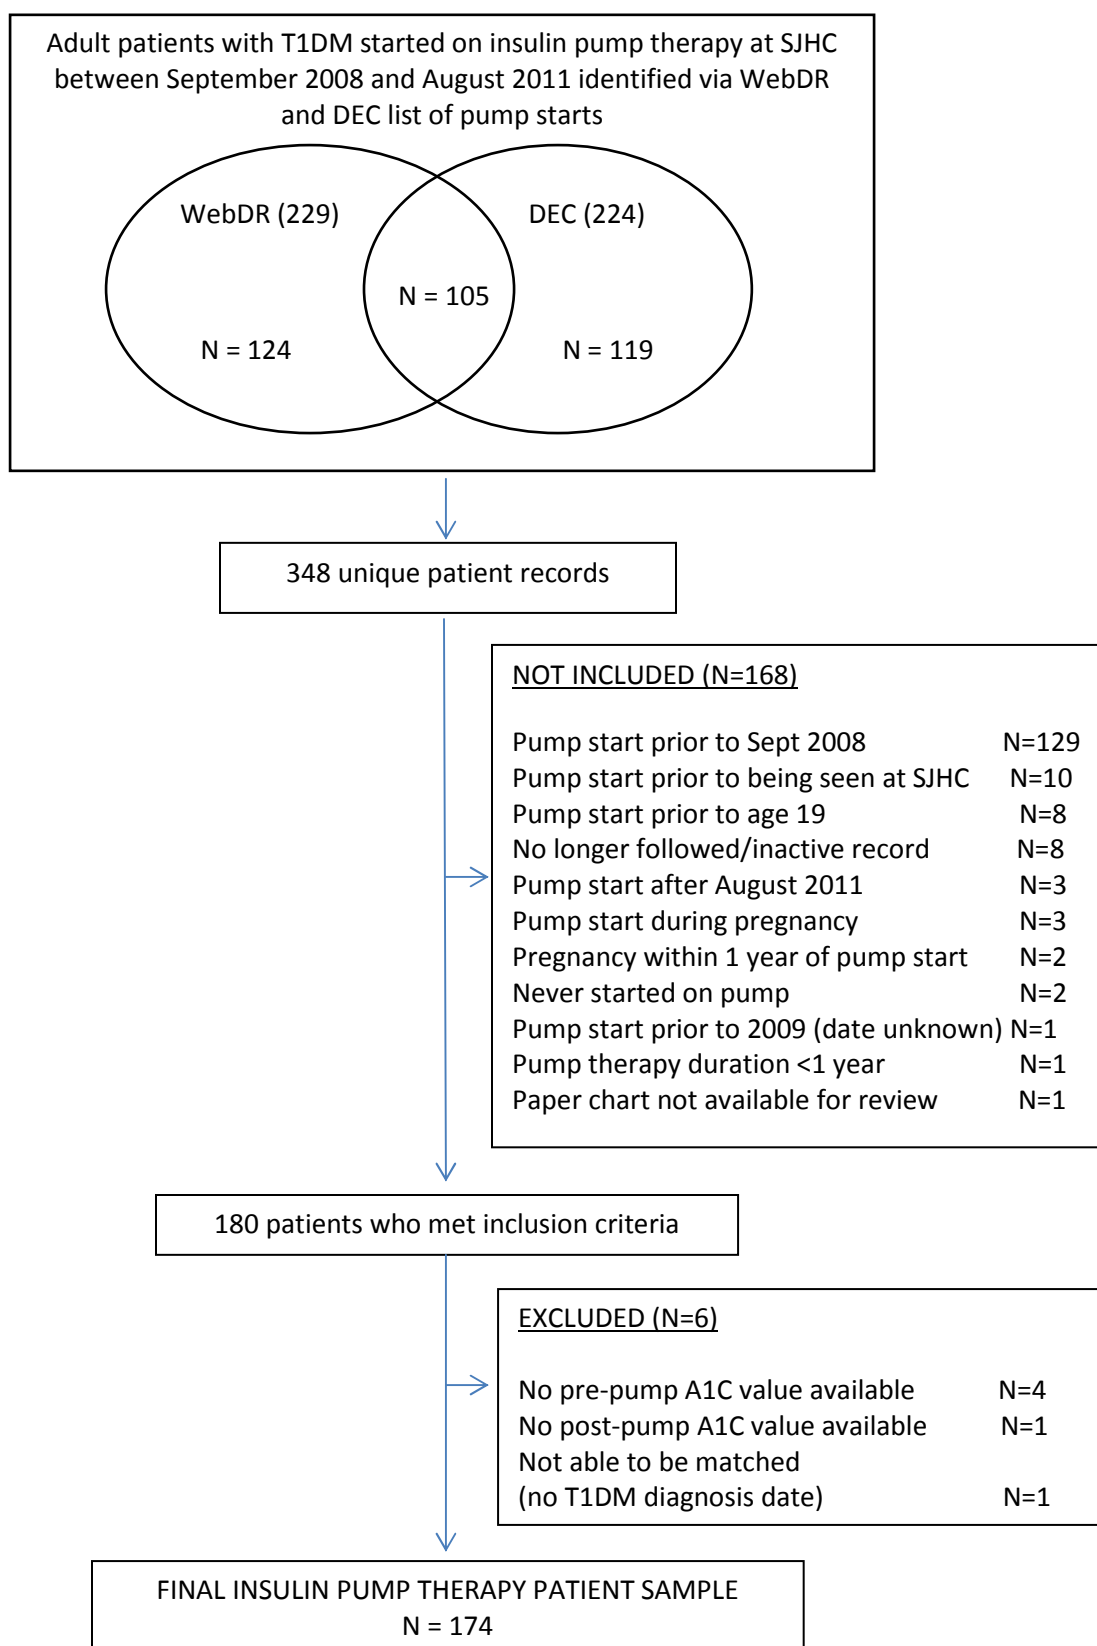 Adult patients with T1DM started on insulin pump therapy at SJHC
between September 2008 and August 2011 identified via WebDR
and DEC list of pump starts
WebDR (229)
DEC (224)
N = 105
N = 124
N = 119
348 unique patient records
NOT INCLUDED (N=168)
Pump start prior to Sept 2008 N=129
Pump start prior to being seen at SJHC N=10
Pump start prior to age 19 N=8
No longer followed/inactive record N=8
Pump start after August 2011 N=3
Pump start during pregnancy N=3
Pregnancy within 1 year of pump start N=2
Never started on pump N=2
Pump start prior to 2009 (date unknown) N=1
Pump therapy duration <1 year N=1
Paper chart not available for review N=1
180 patients who met inclusion criteria
EXCLUDED (N=6)
No pre-pump A1C value available N=4
No post-pump A1C value available N=1
Not able to be matched
(no T1DM diagnosis date) N=1
FINAL INSULIN PUMP THERAPY PATIENT SAMPLE
N = 174